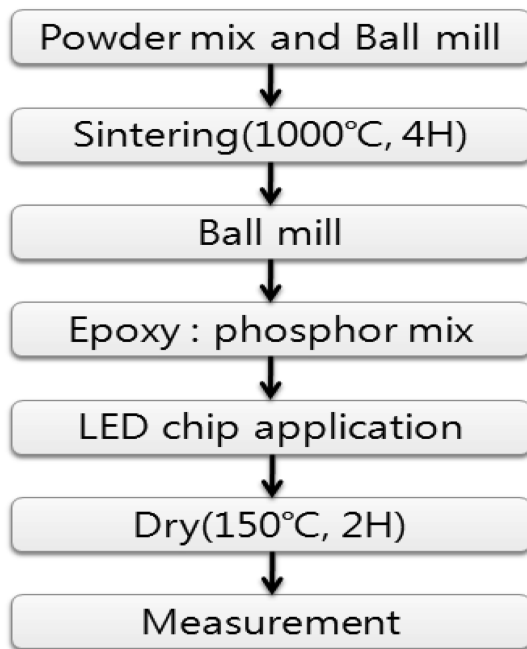 Powder mix and Ball mill
Sintering(1000℃, 4H)
Ball mill
Epoxy : phosphor mix
LED chip application
Dry(150℃, 2H)
Measurement